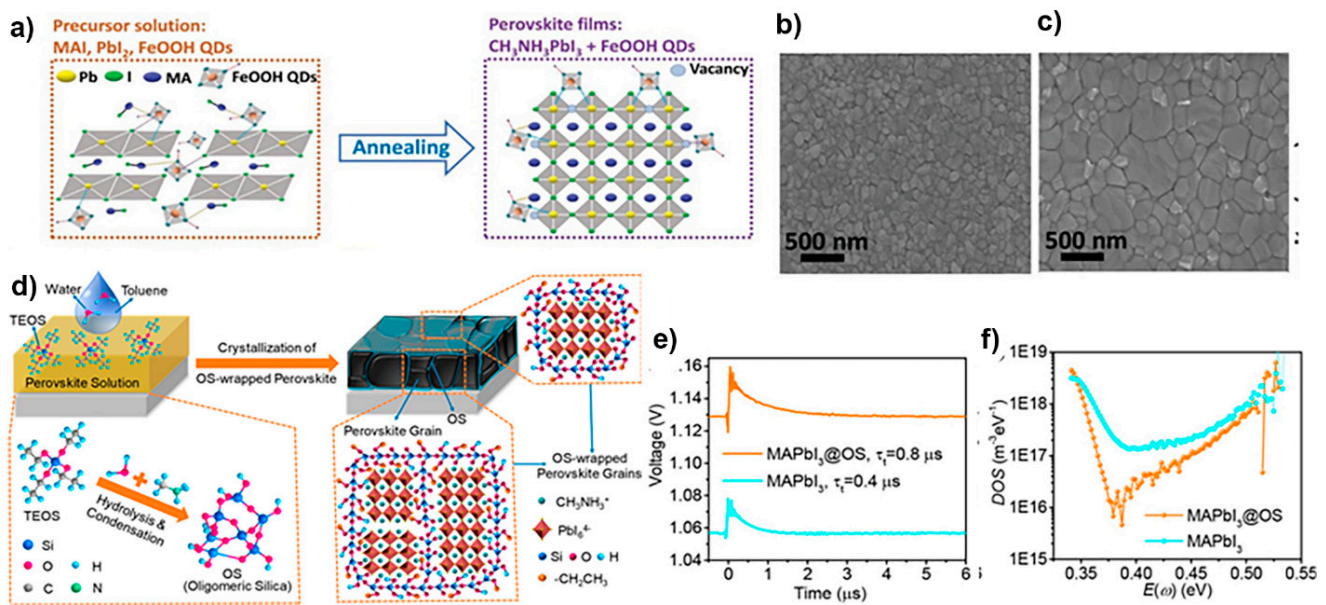 a)
Precursor solution:
MAI, PbI₂, FeOOH QDs
Pb I MA FeOOH QDs
Annealing
Perovskite films:
CH₃NH₃PbI₃ + FeOOH QDs
Vacancy
b)
500 nm
c)
500 nm
d)
Water
Toluene
TEOS
Perovskite Solution
Crystallization of
OS-wrapped Perovskite
Perovskite Grain
OS
OS-wrapped
Perovskite Grains
TEOS
Hydrolysis &
Condensation
OS
(Oligomeric Silica)
Si
O H
C N
CH₃NH₃⁺
PbI₆⁴⁻
Si O H
-CH₂CH₃
e)
Voltage (V)
1.16
1.14
1.12
1.10
1.08
1.06
1.04
MAPbI₃@OS, τt=0.8 μs
MAPbI₃, τt=0.4 μs
0 1 2 3 4 5 6
Time (μs)
f)
DOS (m⁻³eV⁻¹)
1E19
1E18
1E17
1E16
1E15
MAPbI₃@OS
MAPbI₃
0.35 0.40 0.45 0.50 0.55
E(ω) (eV)